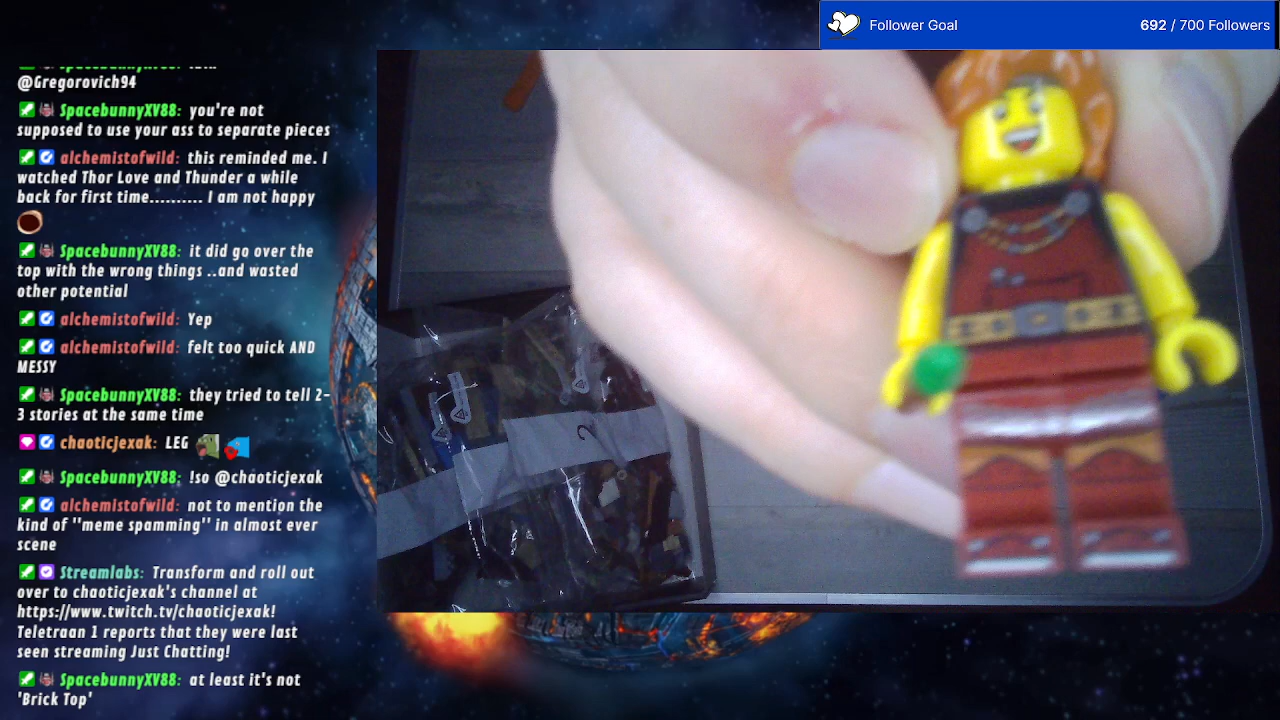 Follower Goal 692 / 700 Followers
@Gregorovich94
SpacebunnyXV88: you're not
supposed to use your ass to separate pieces
alchemistofwild: this reminded me. I
watched Thor Love and Thunder a while
back for first time.......... I am not happy
SpacebunnyXV88: it did go over the
top with the wrong things ..and wasted
other potential
alchemistofwild: Yep
alchemistofwild: felt too quick AND
MESSY
SpacebunnyXV88: they tried to tell 2-
3 stories at the same time
chaoticjexak: LEG
SpacebunnyXV88: !so @chaoticjexak
alchemistofwild: not to mention the
kind of "meme spamming" in almost ever
scene
Streamlabs: Transform and roll out
over to chaoticjexak's channel at
https://www.twitch.tv/chaoticjexak!
Teletraan 1 reports that they were last
seen streaming Just Chatting!
SpacebunnyXV88: at least it's not
'Brick Top'